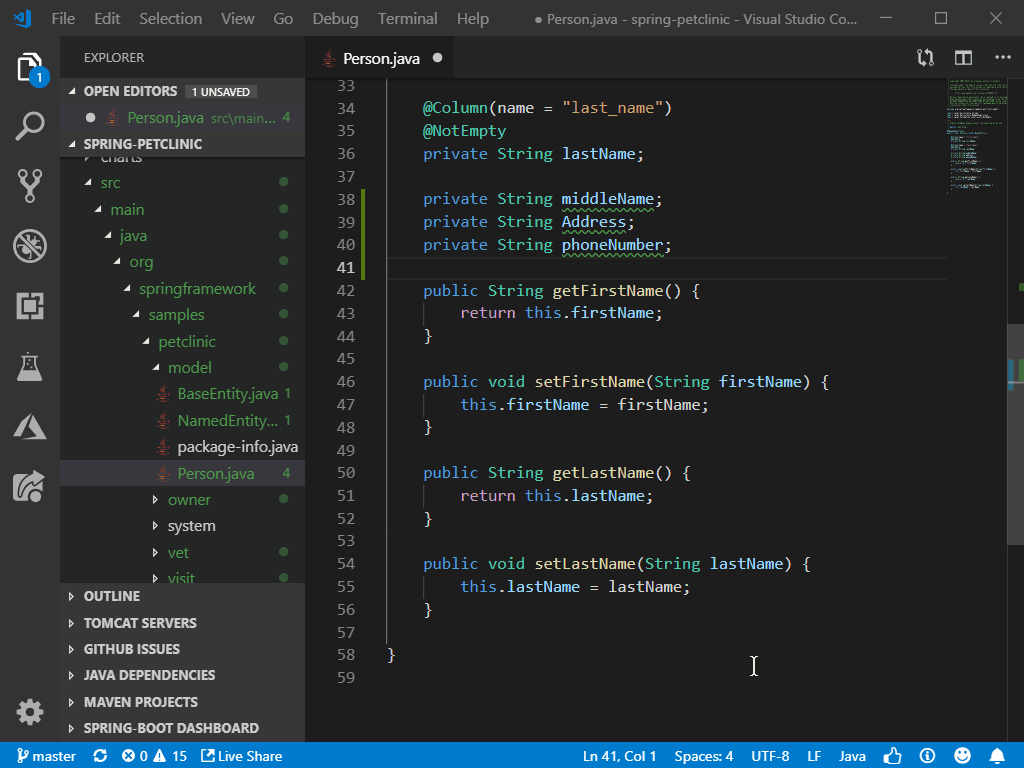 File Edit Selection View Go Debug Terminal Help ● Person.java - spring-petclinic - Visual Studio Co...
1
EXPLORER
OPEN EDITORS 1 UNSAVED
Person.java src\main... 4
SPRING-PETCLINIC
charts
src
main
java
org
springframework
samples
petclinic
model
BaseEntity.java 1
NamedEntity... 1
package-info.java
Person.java 4
owner
system
vet
visit
OUTLINE
TOMCAT SERVERS
GITHUB ISSUES
JAVA DEPENDENCIES
MAVEN PROJECTS
SPRING-BOOT DASHBOARD
Person.java
33
34 @Column(name = "last_name")
35 @NotEmpty
36 private String lastName;
37
38 private String middleName;
39 private String Address;
40 private String phoneNumber;
41
42 public String getFirstName() {
43 return this.firstName;
44 }
45
46 public void setFirstName(String firstName) {
47 this.firstName = firstName;
48 }
49
50 public String getLastName() {
51 return this.lastName;
52 }
53
54 public void setLastName(String lastName) {
55 this.lastName = lastName;
56 }
57
58 }
59
master 0 15 Live Share Ln 41, Col 1 Spaces: 4 UTF-8 LF Java